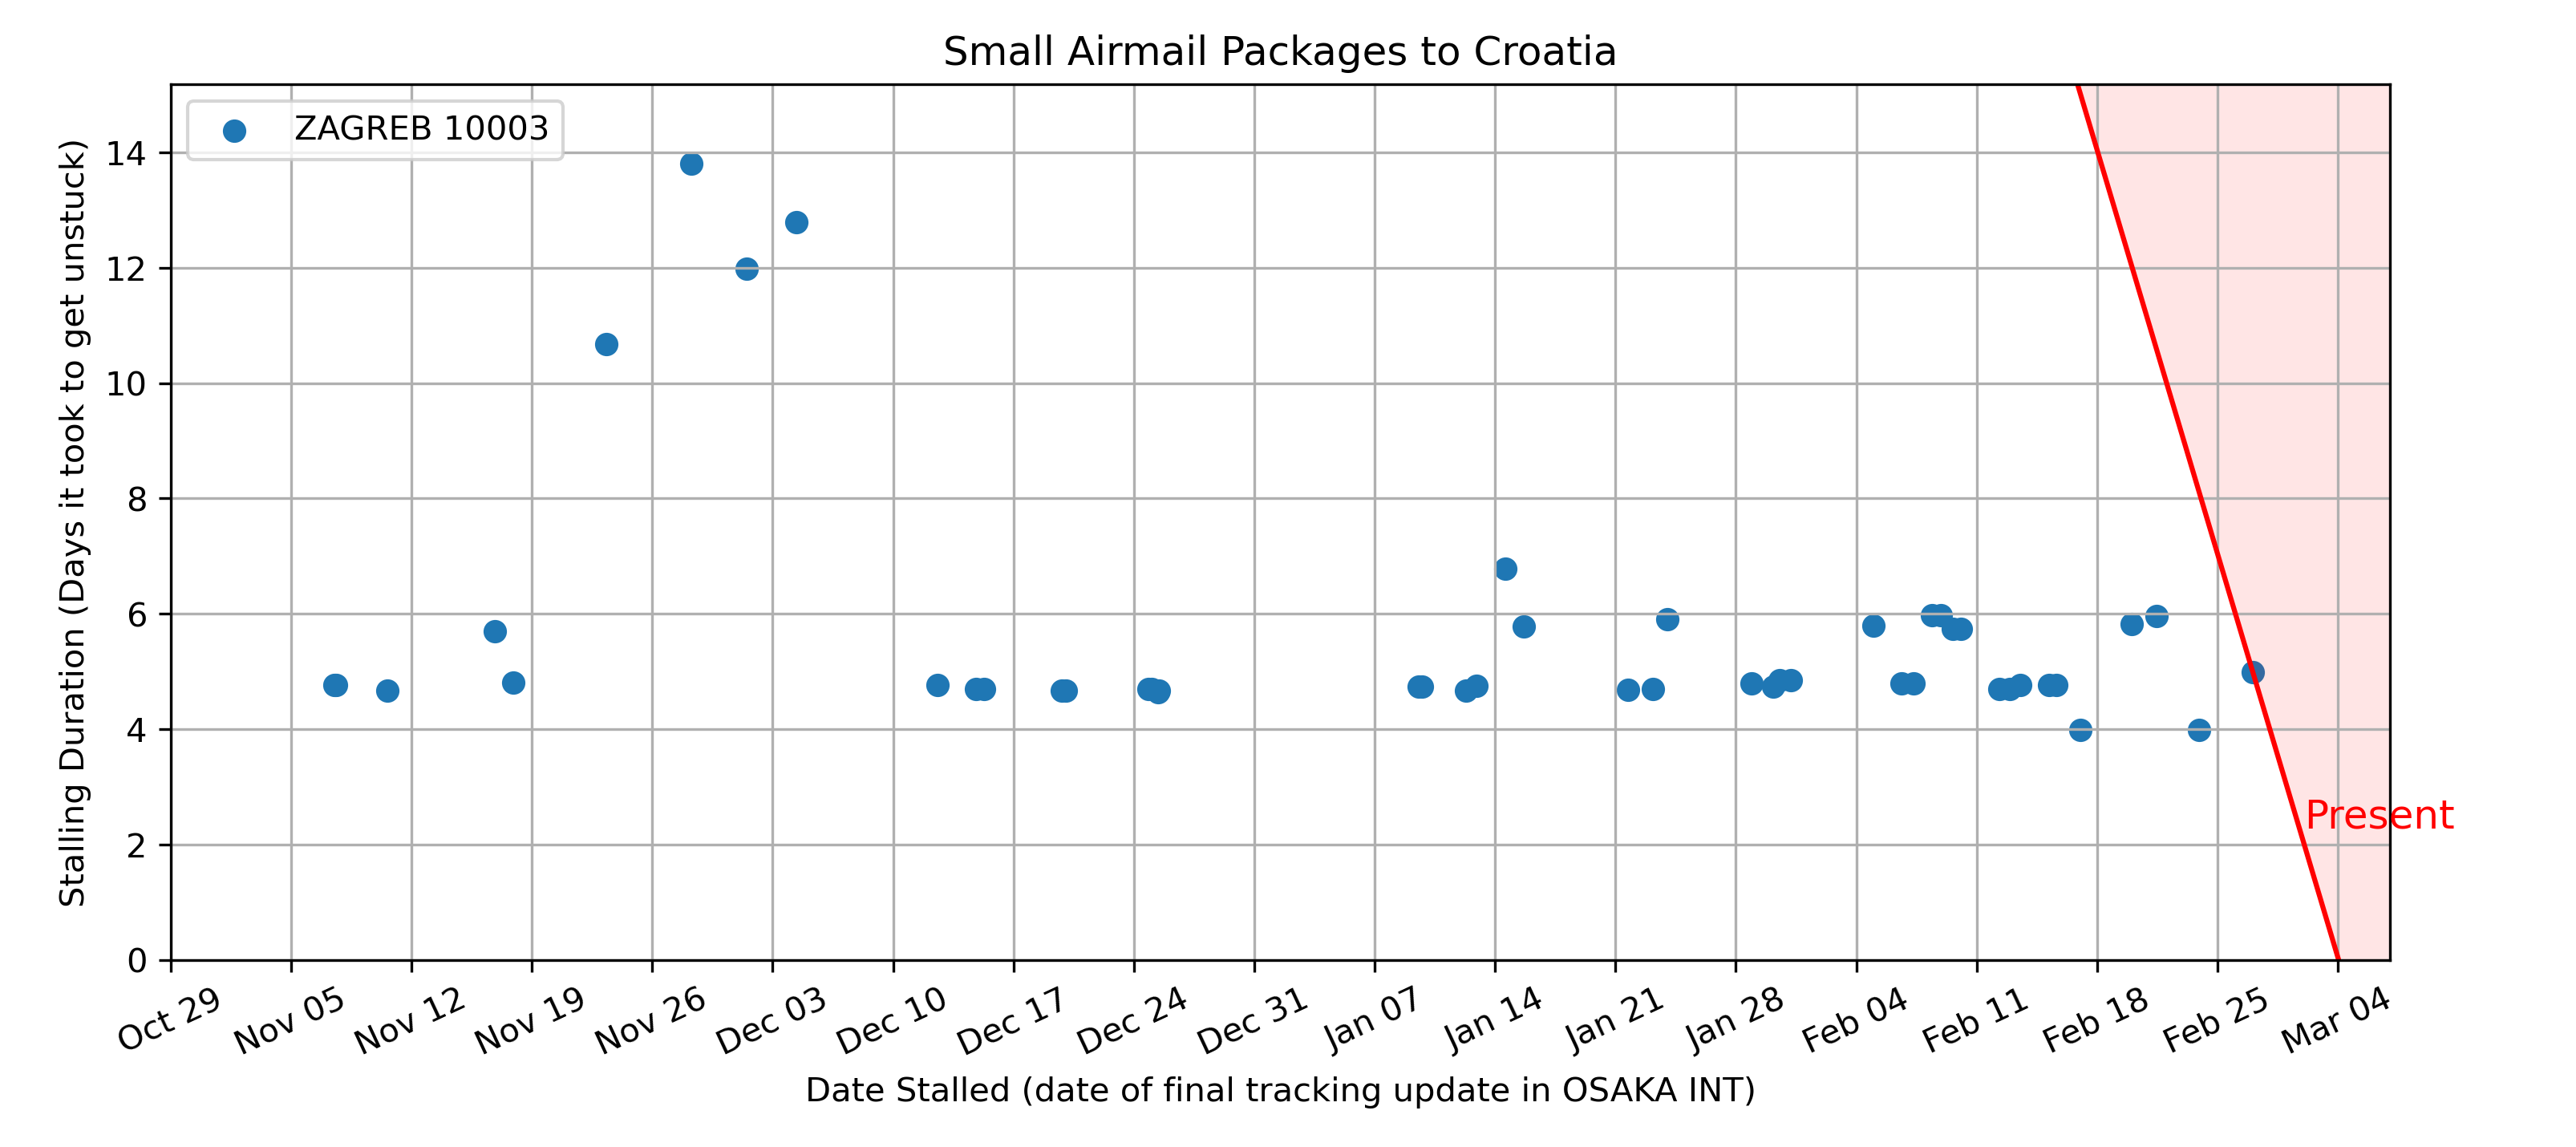 Small Airmail Packages to Croatia
ZAGREB 10003
Stalling Duration (Days it took to get unstuck)
14
12
10
8
6
4
2
0
Present
Oct 29
Nov 05
Nov 12
Nov 19
Nov 26
Dec 03
Dec 10
Dec 17
Dec 24
Dec 31
Jan 07
Jan 14
Jan 21
Jan 28
Feb 04
Feb 11
Feb 18
Feb 25
Mar 04
Date Stalled (date of final tracking update in OSAKA INT)